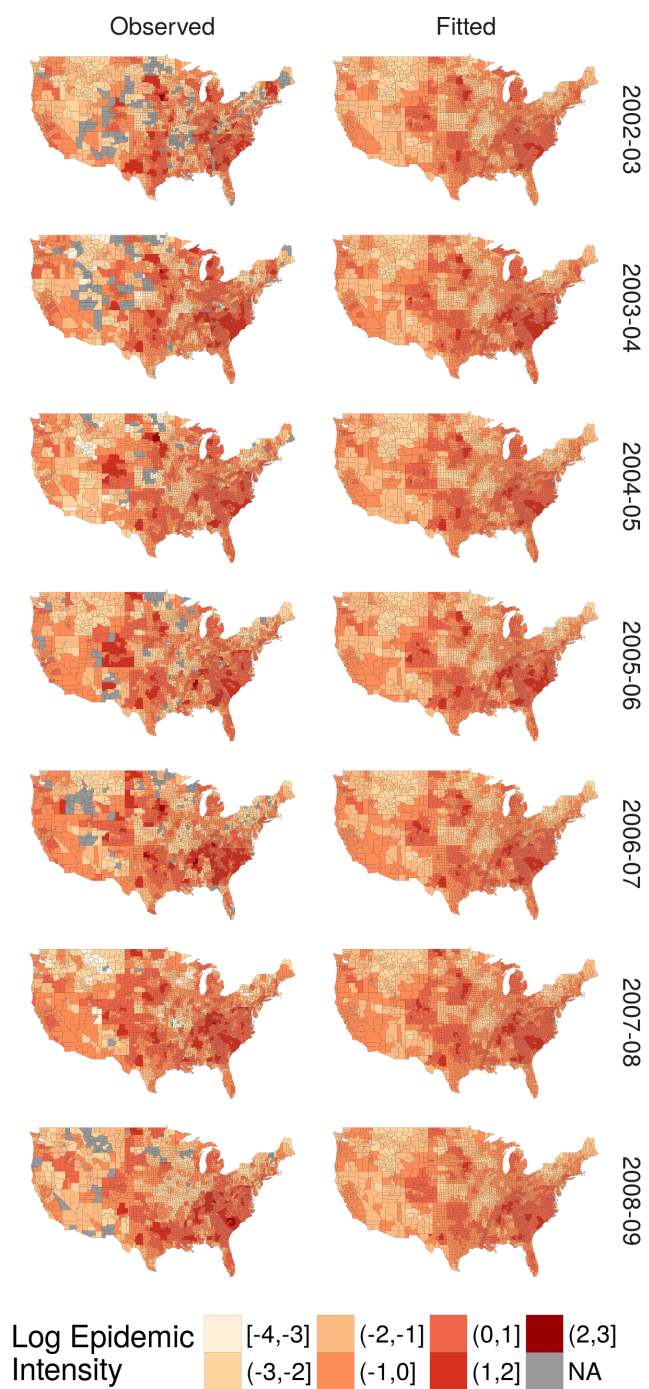 Observed
Fitted
2002-03
2003-04
2004-05
2005-06
2006-07
2007-08
2008-09
Log Epidemic
Intensity
[-4,-3]
(-2,-1]
(0,1]
(2,3]
(-3,-2]
(-1,0]
(1,2]
NA